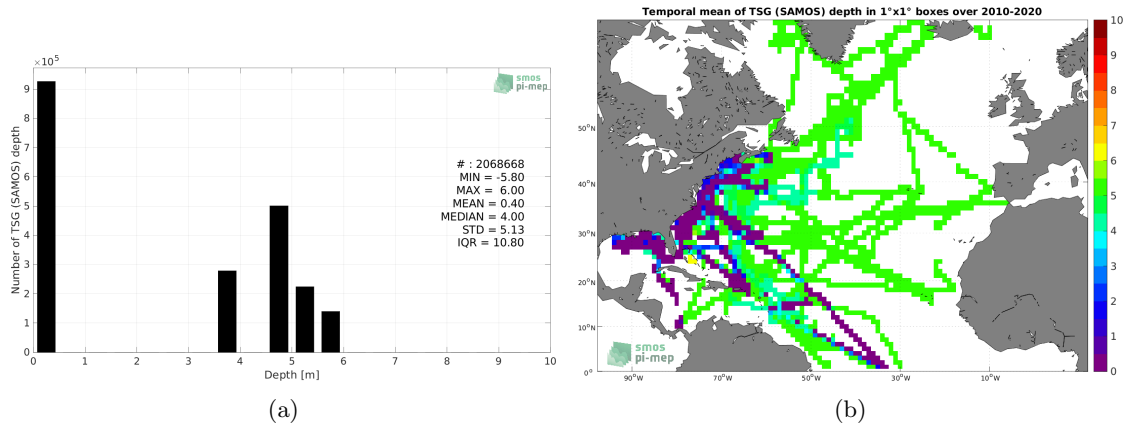 ×10⁵
9
8
7
6
5
4
3
2
1
0
Number of TSG (SAMOS) depth
smos
pi-mep
# : 2068668
MIN = -5.80
MAX = 6.00
MEAN = 0.40
MEDIAN = 4.00
STD = 5.13
IQR = 10.80
0 1 2 3 4 5 6 7 8 9 10
Depth [m]
(a)
Temporal mean of TSG (SAMOS) depth in 1°x1° boxes over 2010-2020
50°N
40°N
30°N
20°N
10°N
0°
90°W 70°W 50°W 30°W 10°W
smos
pi-mep
10
9
8
7
6
5
4
3
2
1
0
(b)